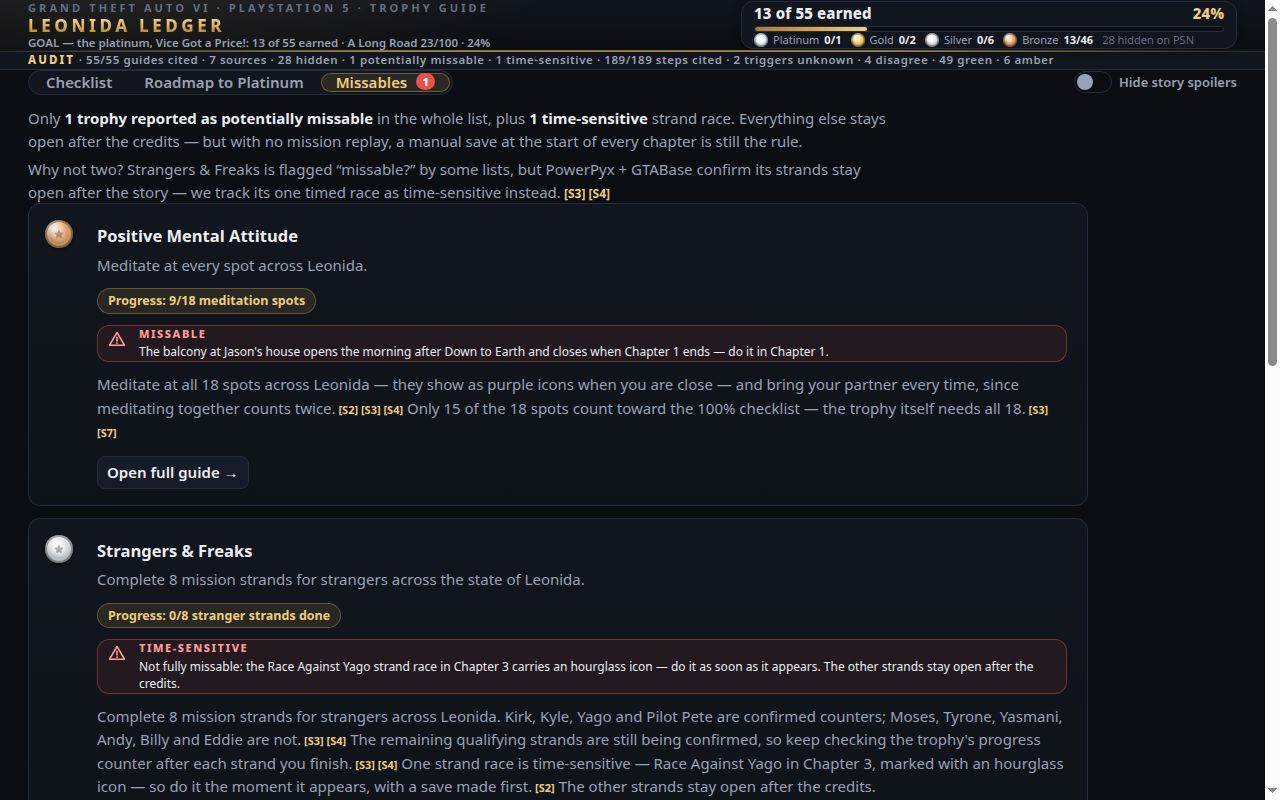 GRAND THEFT AUTO VI · PLAYSTATION 5 · TROPHY GUIDE
LEONIDA LEDGER
GOAL — the platinum, Vice Got a Price!: 13 of 55 earned · A Long Road 23/100 · 24%
13 of 55 earned 24%
Platinum 0/1 Gold 0/2 Silver 0/6 Bronze 13/46 28 hidden on PSN
AUDIT · 55/55 guides cited · 7 sources · 28 hidden · 1 potentially missable · 1 time-sensitive · 189/189 steps cited · 2 triggers unknown · 4 disagree · 49 green · 6 amber
Checklist Roadmap to Platinum Missables 1 Hide story spoilers
Only 1 trophy reported as potentially missable in the whole list, plus 1 time-sensitive strand race. Everything else stays
open after the credits — but with no mission replay, a manual save at the start of every chapter is still the rule.
Why not two? Strangers & Freaks is flagged “missable?” by some lists, but PowerPyx + GTABase confirm its strands stay
open after the story — we track its one timed race as time-sensitive instead. [S3] [S4]
Positive Mental Attitude
Meditate at every spot across Leonida.
Progress: 9/18 meditation spots
MISSABLE
The balcony at Jason's house opens the morning after Down to Earth and closes when Chapter 1 ends — do it in Chapter 1.
Meditate at all 18 spots across Leonida — they show as purple icons when you are close — and bring your partner every time, since
meditating together counts twice. [S2] [S3] [S4] Only 15 of the 18 spots count toward the 100% checklist — the trophy itself needs all 18. [S3]
[S7]
Open full guide →
Strangers & Freaks
Complete 8 mission strands for strangers across the state of Leonida.
Progress: 0/8 stranger strands done
TIME-SENSITIVE
Not fully missable: the Race Against Yago strand race in Chapter 3 carries an hourglass icon — do it as soon as it appears. The other strands stay open after the
credits.
Complete 8 mission strands for strangers across Leonida. Kirk, Kyle, Yago and Pilot Pete are confirmed counters; Moses, Tyrone, Yasmani,
Andy, Billy and Eddie are not. [S3] [S4] The remaining qualifying strands are still being confirmed, so keep checking the trophy's progress
counter after each strand you finish. [S3] [S4] One strand race is time-sensitive — Race Against Yago in Chapter 3, marked with an hourglass
icon — so do it the moment it appears, with a save made first. [S2] The other strands stay open after the credits.